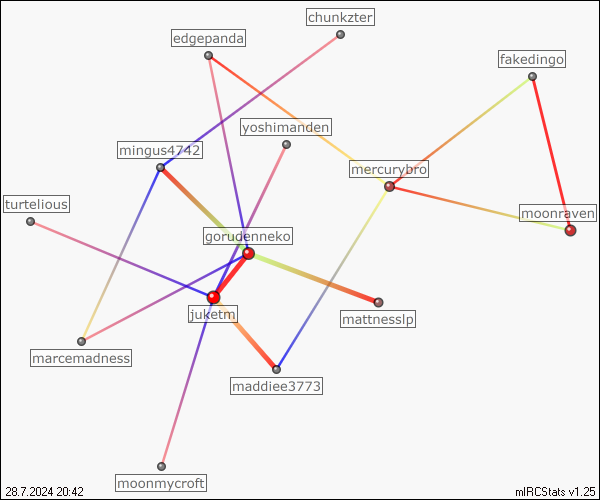 chunkzter
edgepanda
fakedingo
yoshimanden
mingus4742
mercurybro
turtelious
moonraven
gorudenneko
juketm
mattnesslp
marcemadness
maddiee3773
moonmycroft
28.7.2024 20:42
mIRCStats v1.25